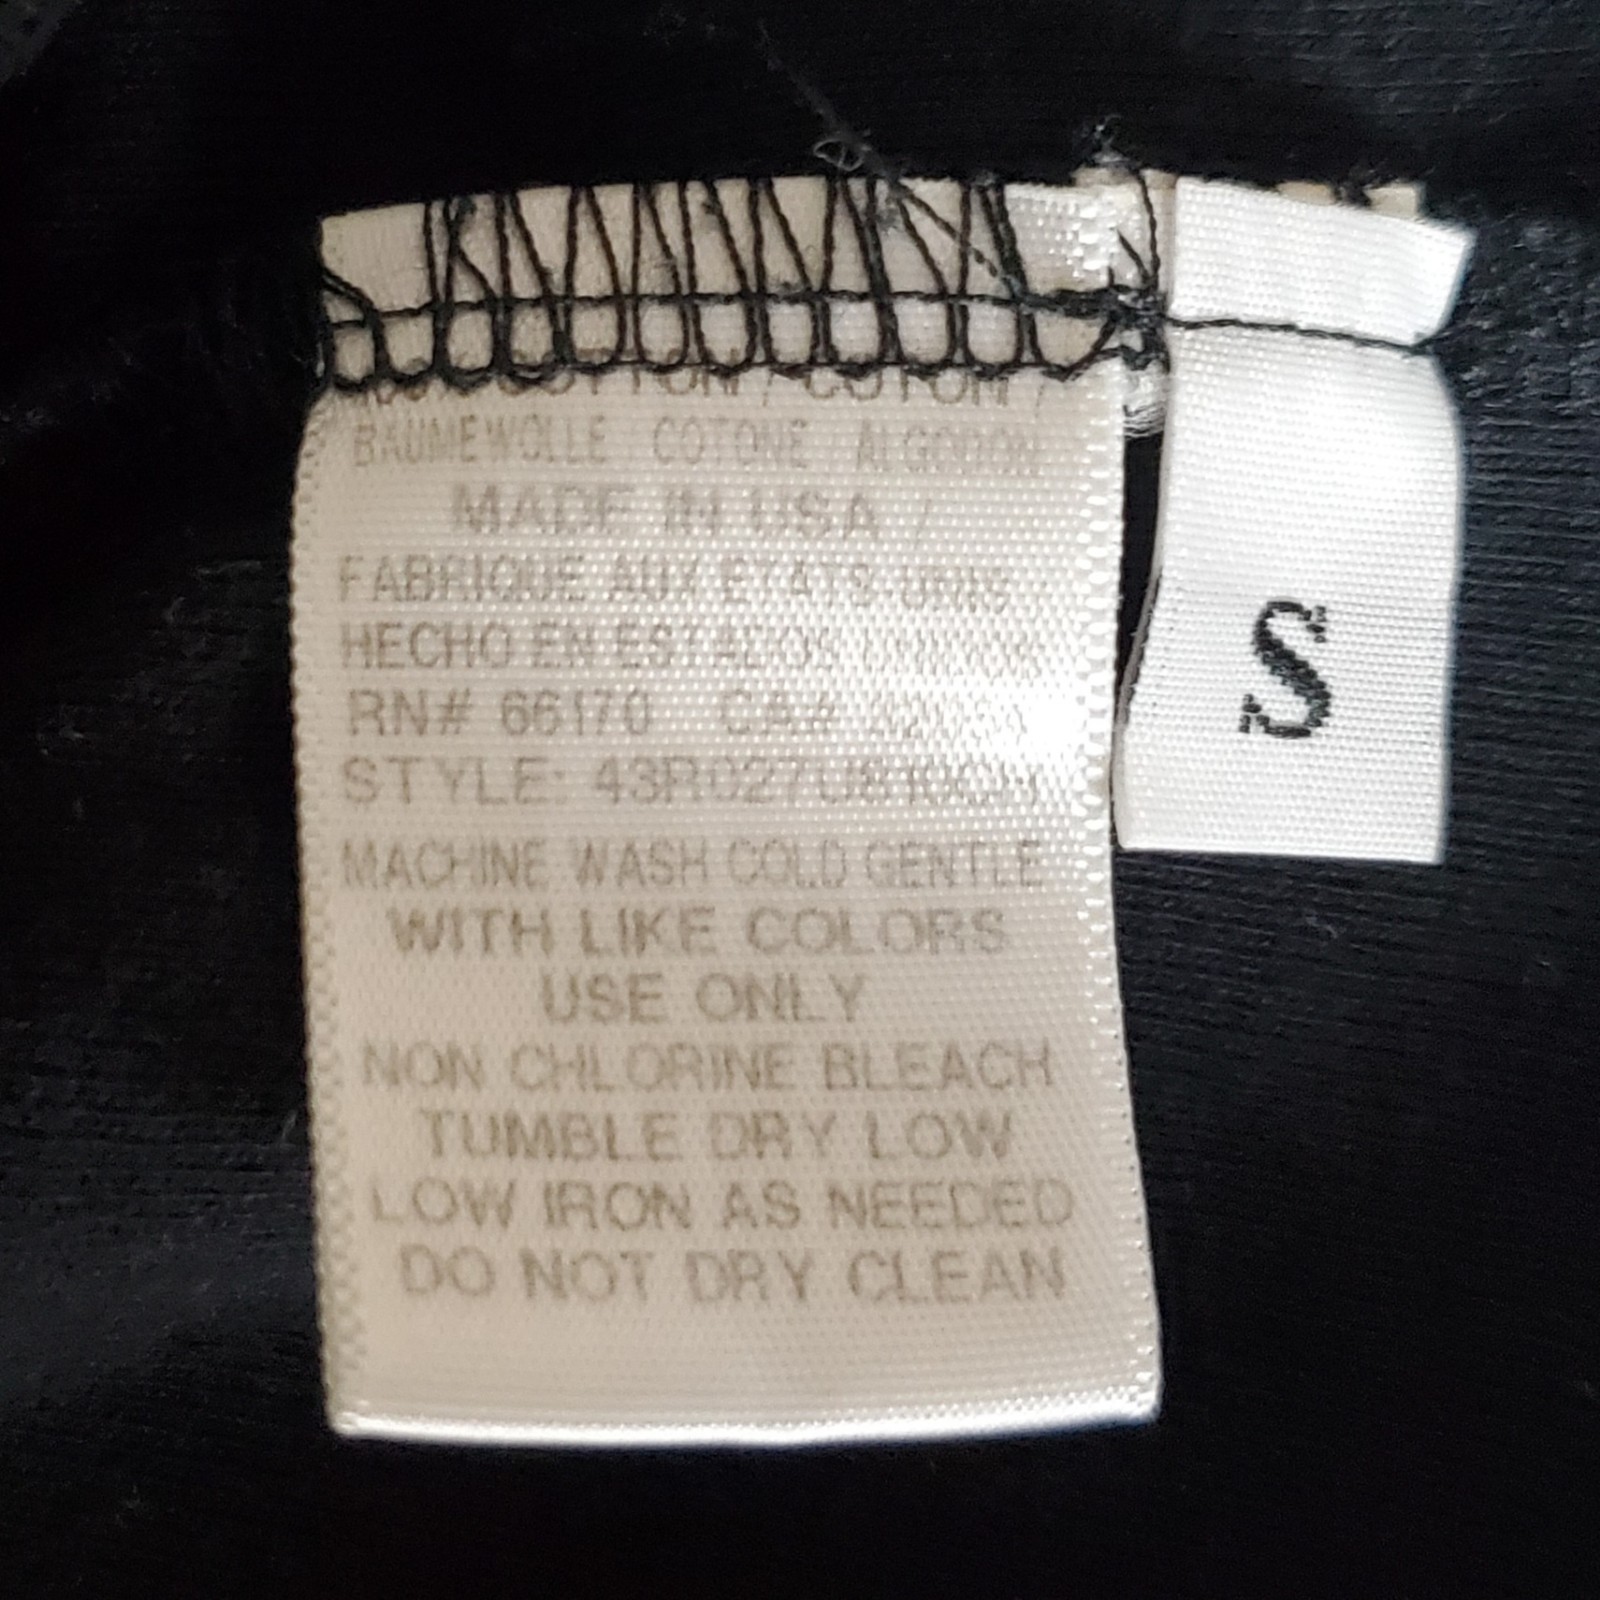 COTTON / COTON /
BAUMEWOLLE COTONE ALGODON
MADE IN USA /
FABRIQUE AUX ETATS UNIS
HECHO EN ESTADOS UNIDOS
RN# 66170 CA#
STYLE:
MACHINE WASH COLD GENTLE
WITH LIKE COLORS
USE ONLY
NON CHLORINE BLEACH
TUMBLE DRY LOW
LOW IRON AS NEEDED
DO NOT DRY CLEAN
S